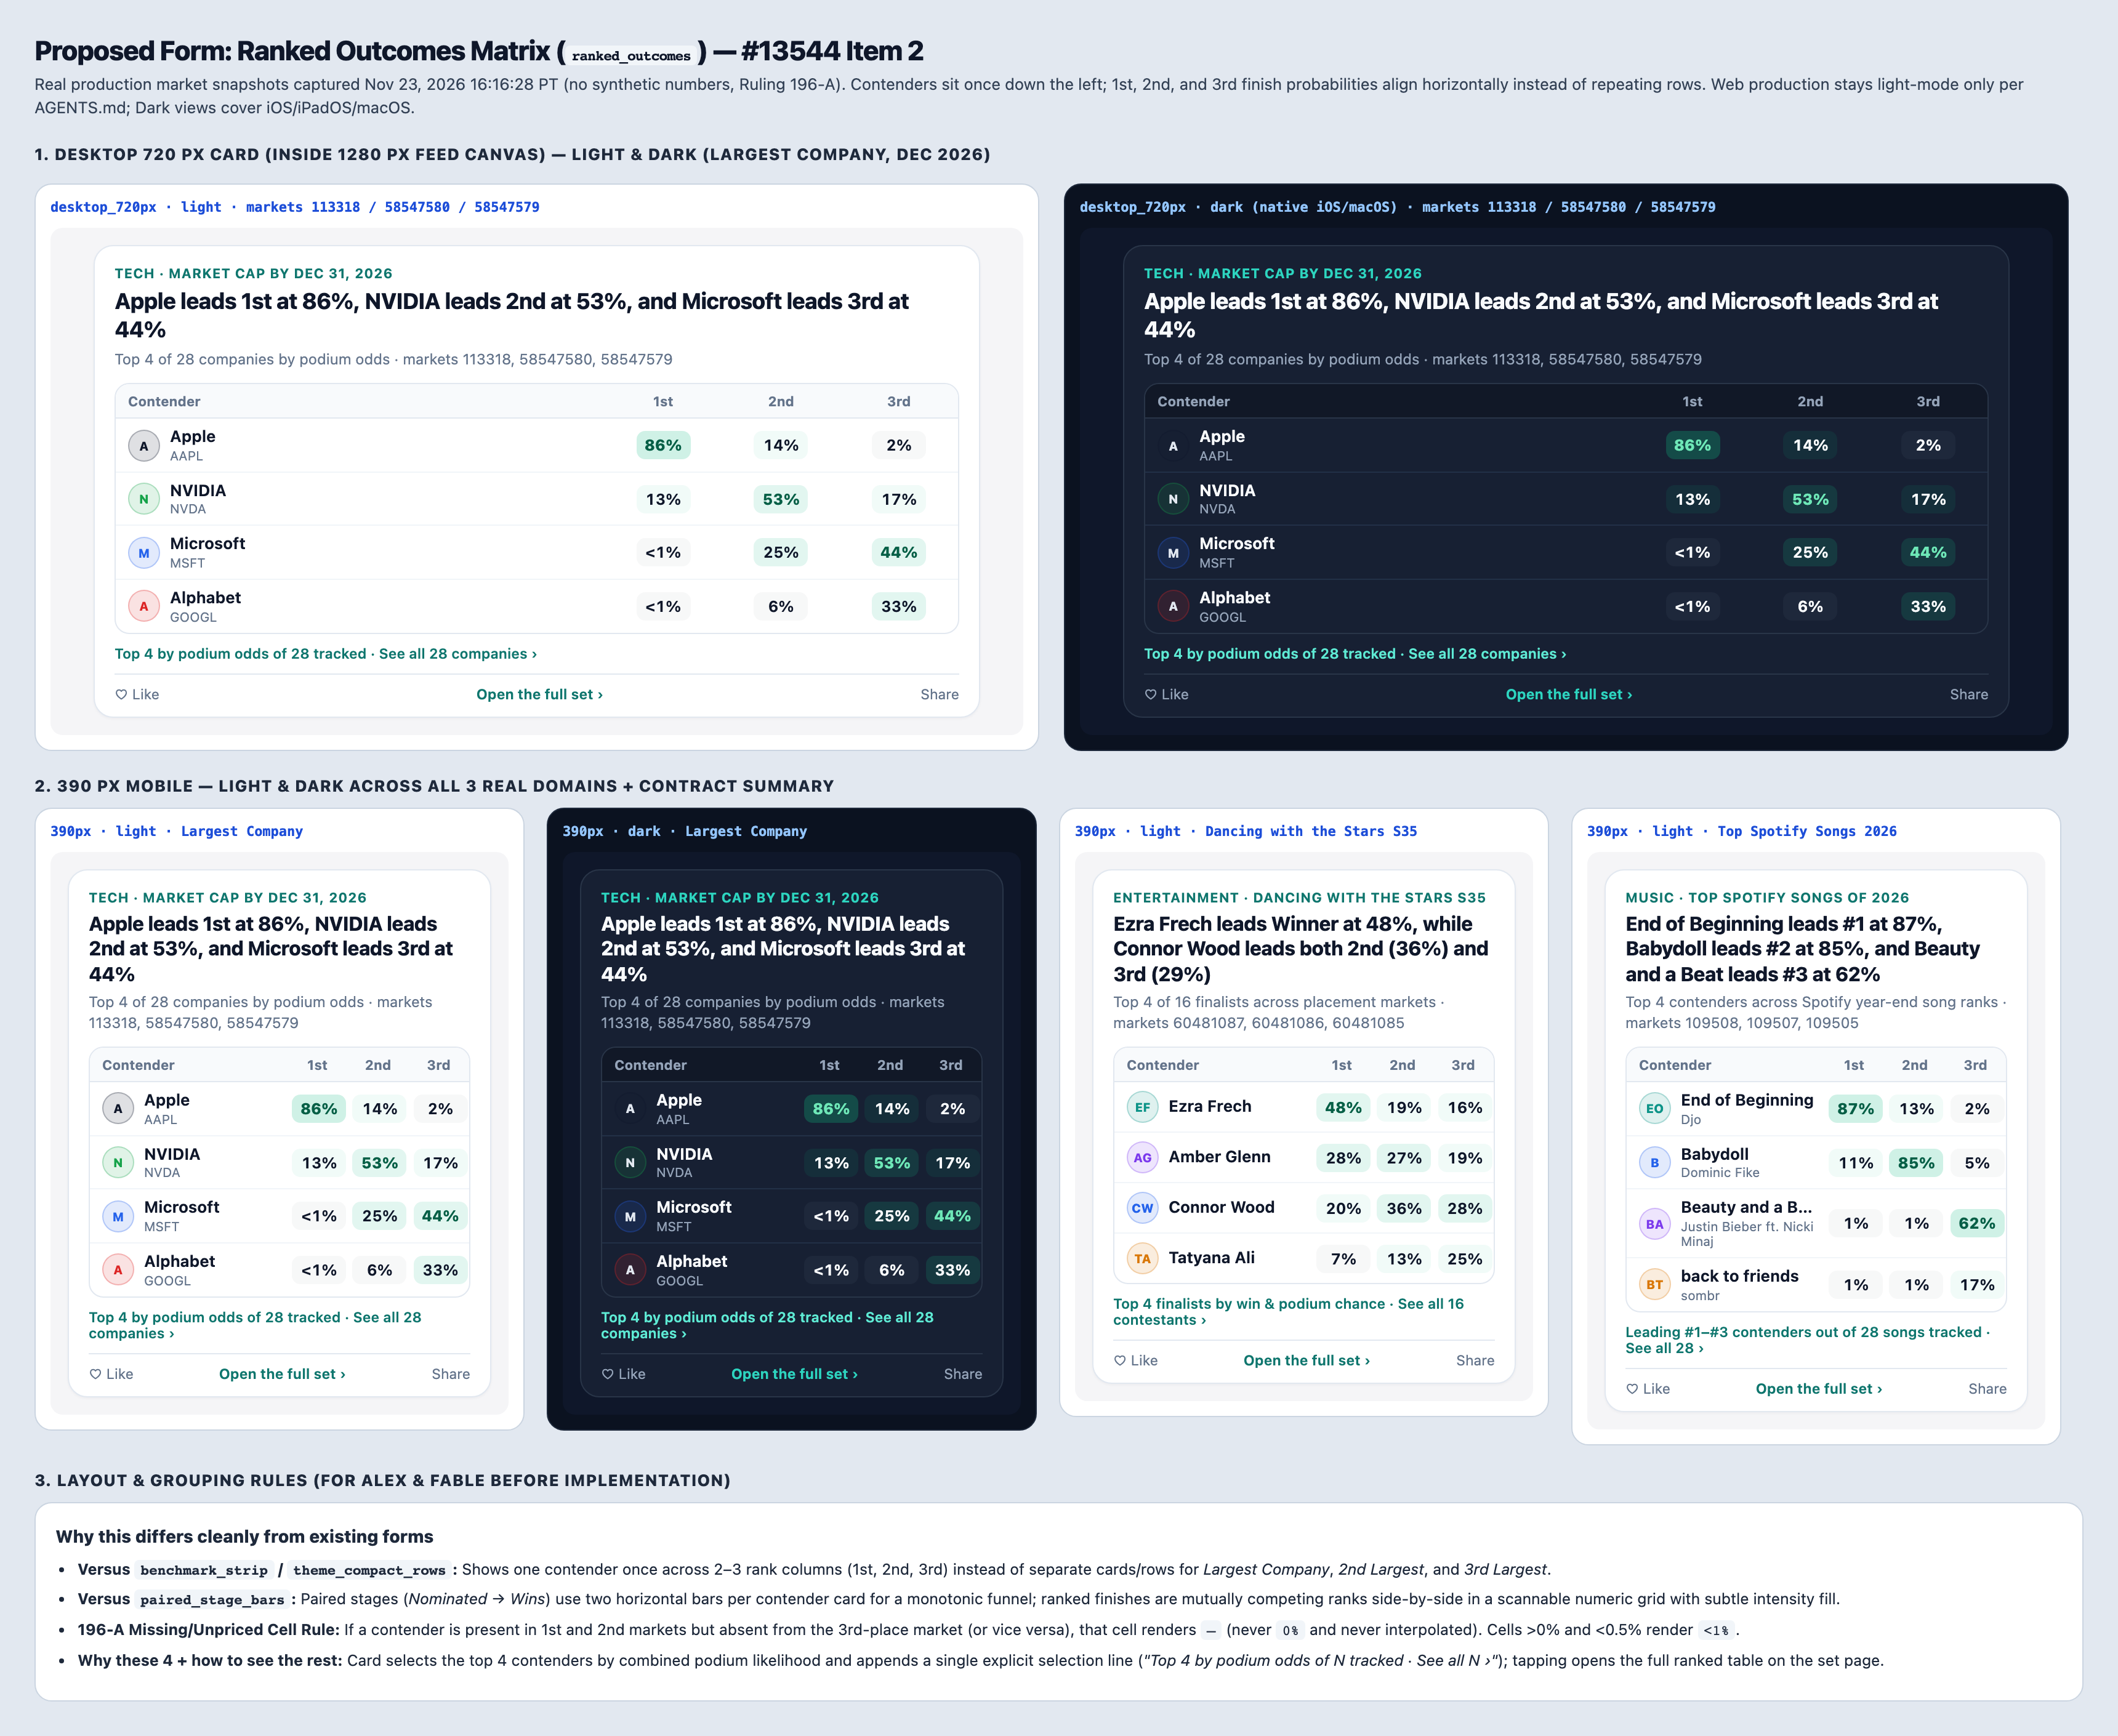 Proposed Form: Ranked Outcomes Matrix ( ranked_outcomes ) — #13544 Item 2
Real production market snapshots captured Nov 23, 2026 16:16:28 PT (no synthetic numbers, Ruling 196-A). Contenders sit once down the left; 1st, 2nd, and 3rd finish probabilities align horizontally instead of repeating rows. Web production stays light-mode only per
AGENTS.md; Dark views cover iOS/iPadOS/macOS.
1. DESKTOP 720 PX CARD (INSIDE 1280 PX FEED CANVAS) — LIGHT & DARK (LARGEST COMPANY, DEC 2026)
desktop_720px · light · markets 113318 / 58547580 / 58547579
TECH · MARKET CAP BY DEC 31, 2026
Apple leads 1st at 86%, NVIDIA leads 2nd at 53%, and Microsoft leads 3rd at
44%
Top 4 of 28 companies by podium odds · markets 113318, 58547580, 58547579
Contender 1st 2nd 3rd
A Apple 86% 14% 2%
AAPL
N NVIDIA 13% 53% 17%
NVDA
M Microsoft <1% 25% 44%
MSFT
A Alphabet <1% 6% 33%
GOOGL
Top 4 by podium odds of 28 tracked · See all 28 companies ›
♡ Like Open the full set › Share
desktop_720px · dark (native iOS/macOS) · markets 113318 / 58547580 / 58547579
TECH · MARKET CAP BY DEC 31, 2026
Apple leads 1st at 86%, NVIDIA leads 2nd at 53%, and Microsoft leads 3rd at
44%
Top 4 of 28 companies by podium odds · markets 113318, 58547580, 58547579
Contender 1st 2nd 3rd
A Apple 86% 14% 2%
AAPL
N NVIDIA 13% 53% 17%
NVDA
M Microsoft <1% 25% 44%
MSFT
A Alphabet <1% 6% 33%
GOOGL
Top 4 by podium odds of 28 tracked · See all 28 companies ›
♡ Like Open the full set › Share
2. 390 PX MOBILE — LIGHT & DARK ACROSS ALL 3 REAL DOMAINS + CONTRACT SUMMARY
390px · light · Largest Company
TECH · MARKET CAP BY DEC 31, 2026
Apple leads 1st at 86%, NVIDIA leads
2nd at 53%, and Microsoft leads 3rd at
44%
Top 4 of 28 companies by podium odds · markets
113318, 58547580, 58547579
Contender 1st 2nd 3rd
A Apple 86% 14% 2%
AAPL
N NVIDIA 13% 53% 17%
NVDA
M Microsoft <1% 25% 44%
MSFT
A Alphabet <1% 6% 33%
GOOGL
Top 4 by podium odds of 28 tracked · See all 28
companies ›
♡ Like Open the full set › Share
390px · dark · Largest Company
TECH · MARKET CAP BY DEC 31, 2026
Apple leads 1st at 86%, NVIDIA leads
2nd at 53%, and Microsoft leads 3rd at
44%
Top 4 of 28 companies by podium odds · markets
113318, 58547580, 58547579
Contender 1st 2nd 3rd
A Apple 86% 14% 2%
AAPL
N NVIDIA 13% 53% 17%
NVDA
M Microsoft <1% 25% 44%
MSFT
A Alphabet <1% 6% 33%
GOOGL
Top 4 by podium odds of 28 tracked · See all 28
companies ›
♡ Like Open the full set › Share
390px · light · Dancing with the Stars S35
ENTERTAINMENT · DANCING WITH THE STARS S35
Ezra Frech leads Winner at 48%, while
Connor Wood leads both 2nd (36%) and
3rd (29%)
Top 4 of 16 finalists across placement markets ·
markets 60481087, 60481086, 60481085
Contender 1st 2nd 3rd
EF Ezra Frech 48% 19% 16%
AG Amber Glenn 28% 27% 19%
CW Connor Wood 20% 36% 28%
TA Tatyana Ali 7% 13% 25%
Top 4 finalists by win & podium chance · See all 16
contestants ›
♡ Like Open the full set › Share
390px · light · Top Spotify Songs 2026
MUSIC · TOP SPOTIFY SONGS OF 2026
End of Beginning leads #1 at 87%,
Babydoll leads #2 at 85%, and Beauty
and a Beat leads #3 at 62%
Top 4 contenders across Spotify year-end song ranks ·
markets 109508, 109507, 109505
Contender 1st 2nd 3rd
EO End of Beginning 87% 13% 2%
Djo
B Babydoll 11% 85% 5%
Dominic Fike
BA Beauty and a B... 1% 1% 62%
Justin Bieber ft. Nicki
Minaj
BT back to friends 1% 1% 17%
sombr
Leading #1–#3 contenders out of 28 songs tracked ·
See all 28 ›
♡ Like Open the full set › Share
3. LAYOUT & GROUPING RULES (FOR ALEX & FABLE BEFORE IMPLEMENTATION)
Why this differs cleanly from existing forms
• Versus benchmark_strip / theme_compact_rows : Shows one contender once across 2–3 rank columns (1st, 2nd, 3rd) instead of separate cards/rows for Largest Company, 2nd Largest, and 3rd Largest.
• Versus paired_stage_bars : Paired stages (Nominated → Wins) use two horizontal bars per contender card for a monotonic funnel; ranked finishes are mutually competing ranks side-by-side in a scannable numeric grid with subtle intensity fill.
• 196-A Missing/Unpriced Cell Rule: If a contender is present in 1st and 2nd markets but absent from the 3rd-place market (or vice versa), that cell renders — (never 0% and never interpolated). Cells >0% and <0.5% render <1% .
• Why these 4 + how to see the rest: Card selects the top 4 contenders by combined podium likelihood and appends a single explicit selection line ("Top 4 by podium odds of N tracked · See all N ›"); tapping opens the full ranked table on the set page.